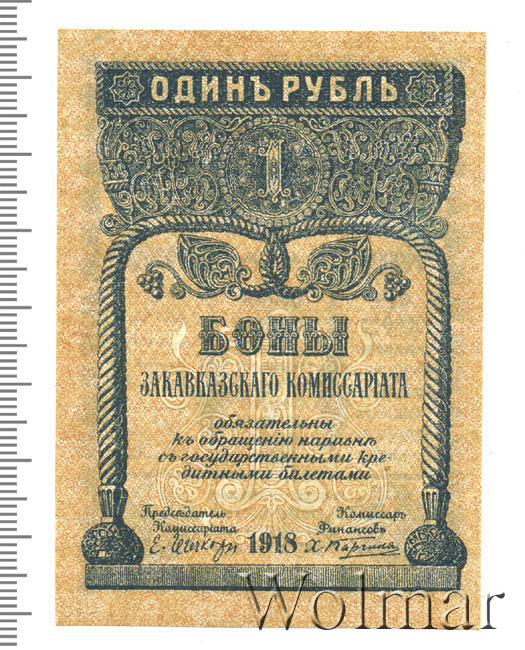 ОДИНЪ РУБЛЬ
1
БОНЫ
ЗАКАВКАЗСКАГО КОМИССАРІАТА
обязательны
къ обращенію наравнѣ
съ государственными кре-
дитными билетами
Предсѣдатель Комиссаръ
Комиссаріата Финансовъ
1918
Wolmar